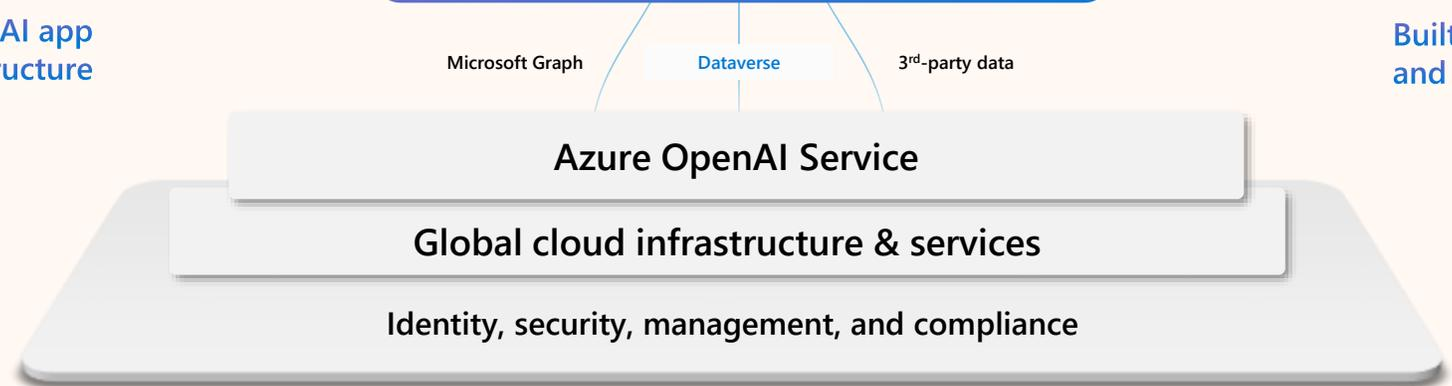 AI app
Built
and
Microsoft Graph
Dataverse
3rd-party data
Azure OpenAI Service
Global cloud infrastructure & services
Identity, security, management, and compliance